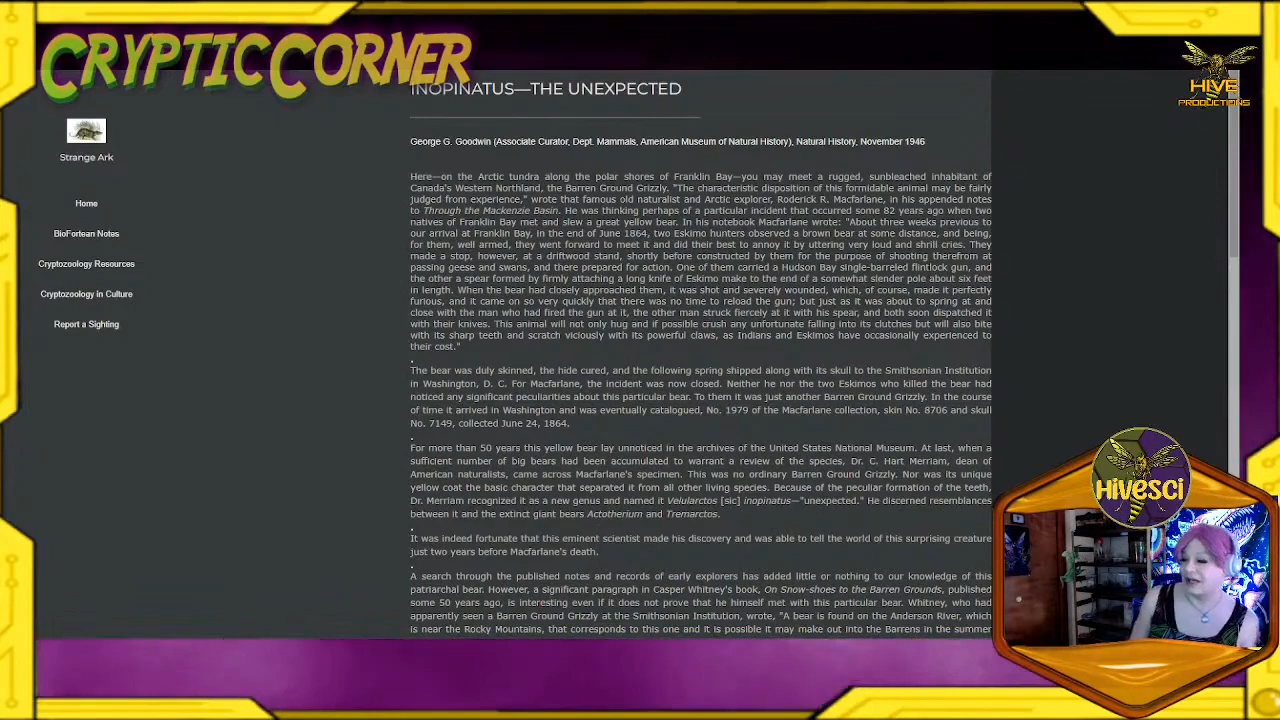 CRYPTIC CORNER
HIVE
PRODUCTIONS
INOPINATUS—THE UNEXPECTED
Strange Ark
Home
BioFortean Notes
Cryptozoology Resources
Cryptozoology in Culture
Report a Sighting
George G. Goodwin (Associate Curator, Dept. Mammals, American Museum of Natural History), Natural History, November 1946
Here—on the Arctic tundra along the polar shores of Franklin Bay—you may meet a rugged, sunbleached inhabitant of
Canada's Western Northland, the Barren Ground Grizzly. "The characteristic disposition of this formidable animal may be fairly
judged from experience," wrote that famous old naturalist and Arctic explorer, Roderick R. Macfarlane, in his appended notes
to Through the Mackenzie Basin. He was thinking perhaps of a particular incident that occurred some 82 years ago when two
natives of Franklin Bay met and slew a great yellow bear. In his notebook Macfarlane wrote: "About three weeks previous to
our arrival at Franklin Bay, in the end of June 1864, two Eskimo hunters observed a brown bear at some distance, and being,
for them, well armed, they went forward to meet it and did their best to annoy it by uttering very loud and shrill cries. They
made a stop, however, at a driftwood stand, shortly before constructed by them for the purpose of shooting therefrom at
passing geese and swans, and there prepared for action. One of them carried a Hudson Bay single-barreled flintlock gun, and
the other a spear formed by firmly attaching a long knife of Eskimo make to the end of a somewhat slender pole about six feet
in length. When the bear had closely approached them, it was shot and severely wounded, which, of course, made it perfectly
furious, and it came on so very quickly that there was no time to reload the gun; but just as it was about to spring at and
close with the man who had fired the gun at it, the other man struck fiercely at it with his spear, and both soon dispatched it
with their knives. This animal will not only hug and if possible crush any unfortunate falling into its clutches but will also bite
with its sharp teeth and scratch viciously with its powerful claws, as Indians and Eskimos have occasionally experienced to
their cost."
.
The bear was duly skinned, the hide cured, and the following spring shipped along with its skull to the Smithsonian Institution
in Washington, D. C. For Macfarlane, the incident was now closed. Neither he nor the two Eskimos who killed the bear had
noticed any significant peculiarities about this particular bear. To them it was just another Barren Ground Grizzly. In the course
of time it arrived in Washington and was eventually catalogued, No. 1979 of the Macfarlane collection, skin No. 8706 and skull
No. 7149, collected June 24, 1864.
.
For more than 50 years this yellow bear lay unnoticed in the archives of the United States National Museum. At last, when a
sufficient number of big bears had been accumulated to warrant a review of the species, Dr. C. Hart Merriam, dean of
American naturalists, came across Macfarlane's specimen. This was no ordinary Barren Ground Grizzly. Nor was its unique
yellow coat the basic character that separated it from all other living species. Because of the peculiar formation of the teeth,
Dr. Merriam recognized it as a new genus and named it Velularctos [sic] inopinatus—"unexpected." He discerned resemblances
between it and the extinct giant bears Actotherium and Tremarctos.
.
It was indeed fortunate that this eminent scientist made his discovery and was able to tell the world of this surprising creature
just two years before Macfarlane's death.
.
A search through the published notes and records of early explorers has added little or nothing to our knowledge of this
patriarchal bear. However, a significant paragraph in Casper Whitney's book, On Snow-shoes to the Barren Grounds, published
some 50 years ago, is interesting even if it does not prove that he himself met with this particular bear. Whitney, who had
apparently seen a Barren Ground Grizzly at the Smithsonian Institution, wrote, "A bear is found on the Anderson River, which
is near the Rocky Mountains, that corresponds to this one and it is possible it may make out into the Barrens in the summer
HIVESCI